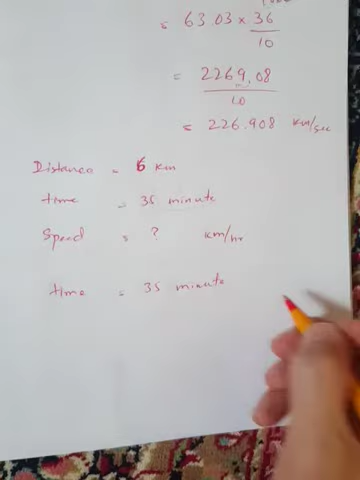 = 63.03 × 36
10
= 2269.08
10
= 226.908 km/sec
Distance = 6 km
time = 35 minute
Speed = ? km/hr
time = 35 minute